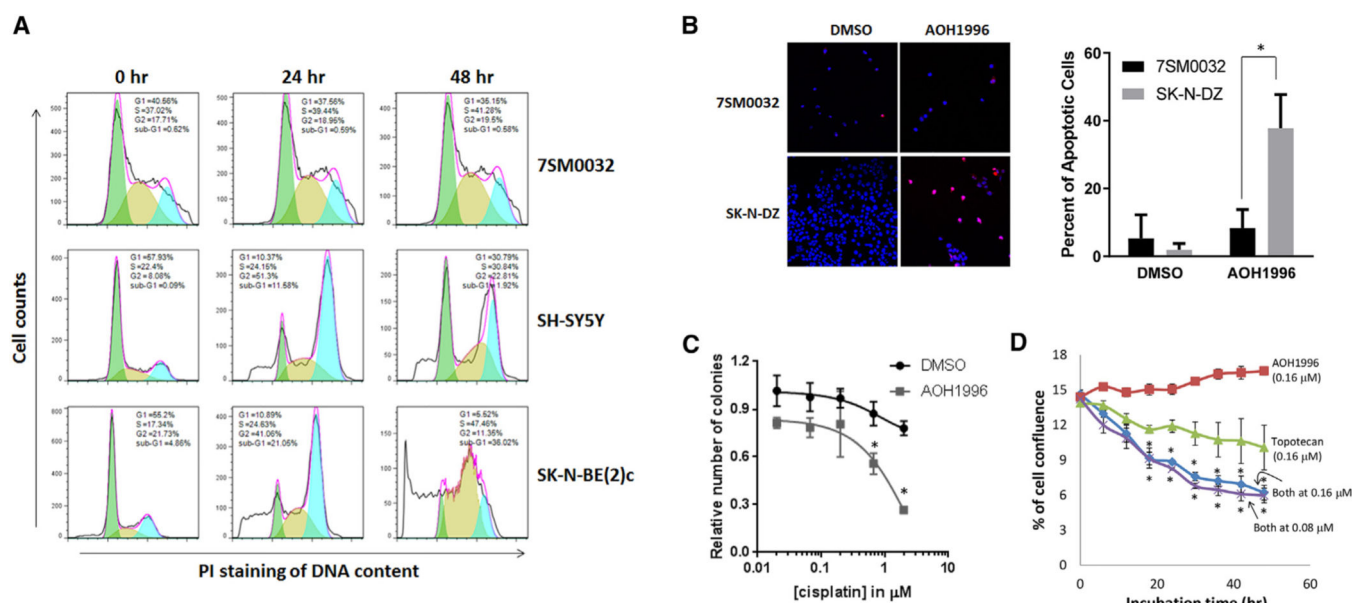 A
0 hr
24 hr
48 hr
G1 =40.56%
S =37.02%
G2 =17.71%
sub-G1 =0.62%
G1 =37.56%
S =39.44%
G2 =18.95%
sub-G1 =0.59%
G1 =36.15%
S =41.28%
G2 =19.5%
sub-G1 =0.58%
7SM0032
G1 =67.93%
S =22.4%
G2 =8.08%
sub-G1 =0.09%
G1 =10.37%
S =24.15%
G2 =51.3%
sub-G1 =11.58%
G1 =30.79%
S =30.84%
G2 =22.81%
sub-G1 =1.92%
SH-SY5Y
G1 =55.2%
S =17.34%
G2 =21.73%
sub-G1 =4.86%
G1 =10.89%
S =24.63%
G2 =41.06%
sub-G1 =21.05%
G1 =5.52%
S =47.46%
G2 =11.35%
sub-G1 =36.02%
SK-N-BE(2)c
Cell counts
PI staining of DNA content
B
DMSO
AOH1996
7SM0032
SK-N-DZ
Percent of Apoptotic Cells
60
40
20
0
7SM0032
SK-N-DZ
*
DMSO
AOH1996
C
Relative number of colonies
1.2
0.9
0.6
0.3
0.0
DMSO
AOH1996
*
*
0.01
0.1
1
10
[cisplatin] in µM
D
% of cell confluence
18
15
12
9
6
3
0
AOH1996
(0.16 µM)
Topotecan
(0.16 µM)
Both at 0.16 µM
Both at 0.08 µM
0
20
40
60
Incubation time (hr)